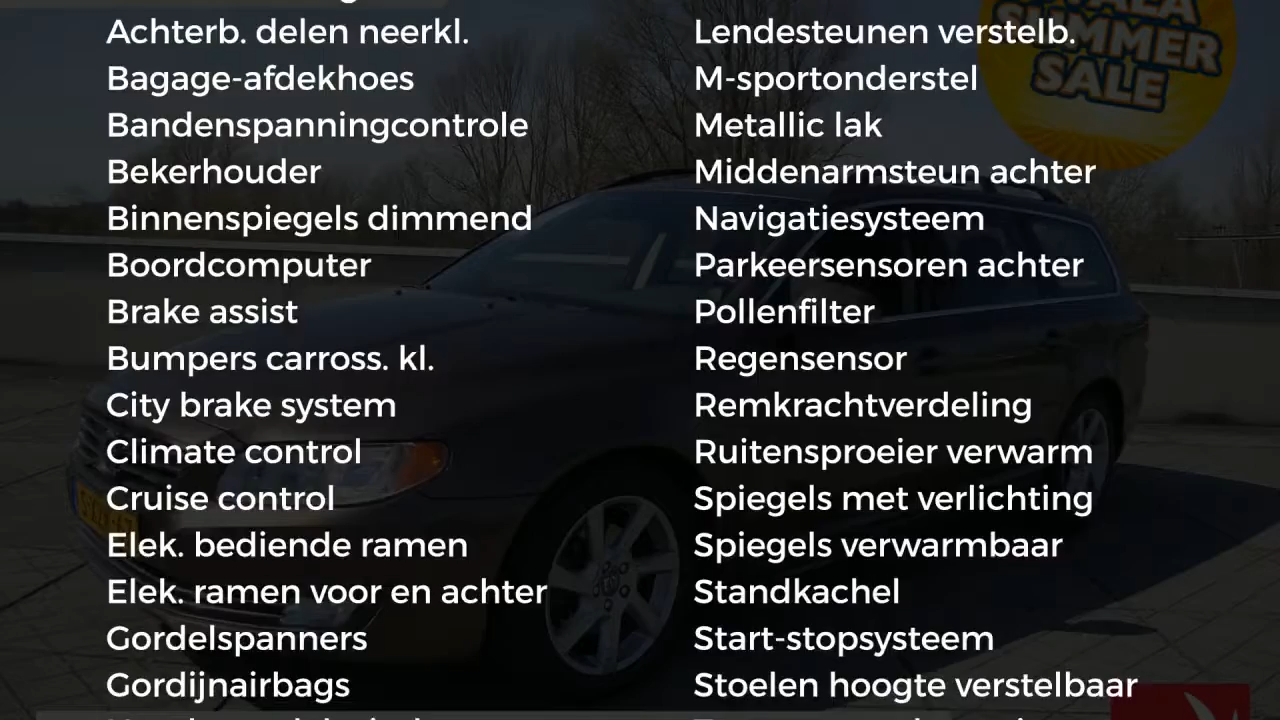 Achterb. delen neerkl.
Bagage-afdekhoes
Bandenspanningcontrole
Bekerhouder
Binnenspiegels dimmend
Boordcomputer
Brake assist
Bumpers carross. kl.
City brake system
Climate control
Cruise control
Elek. bediende ramen
Elek. ramen voor en achter
Gordelspanners
Gordijnairbags
Lendesteunen verstelb.
M-sportonderstel
Metallic lak
Middenarmsteun achter
Navigatiesysteem
Parkeersensoren achter
Pollenfilter
Regensensor
Remkrachtverdeling
Ruitensproeier verwarm
Spiegels met verlichting
Spiegels verwarmbaar
Standkachel
Start-stopsysteem
Stoelen hoogte verstelbaar
SUMMER
SALE